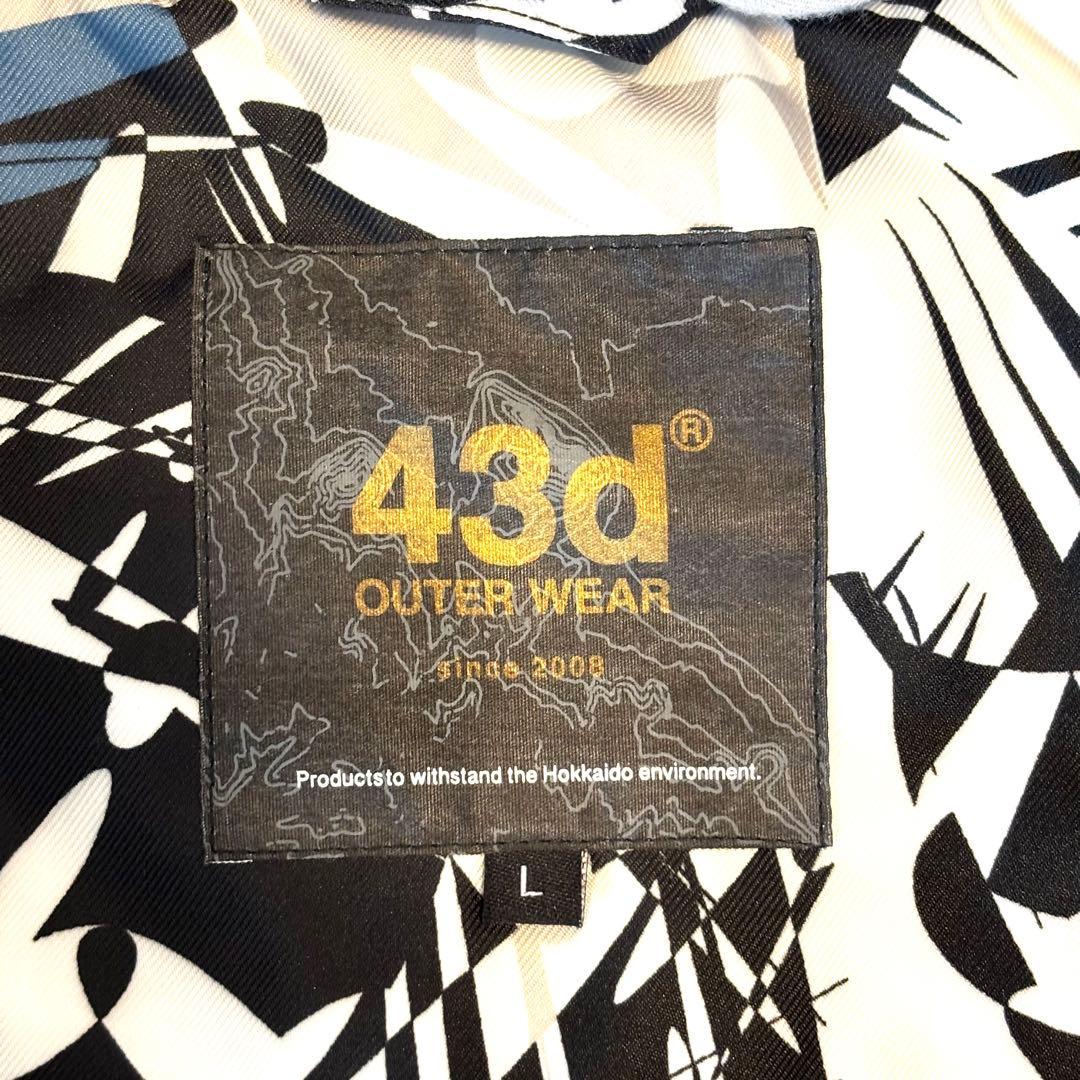 43d®
OUTER WEAR
since 2008
Products to withstand the Hokkaido environment.
L